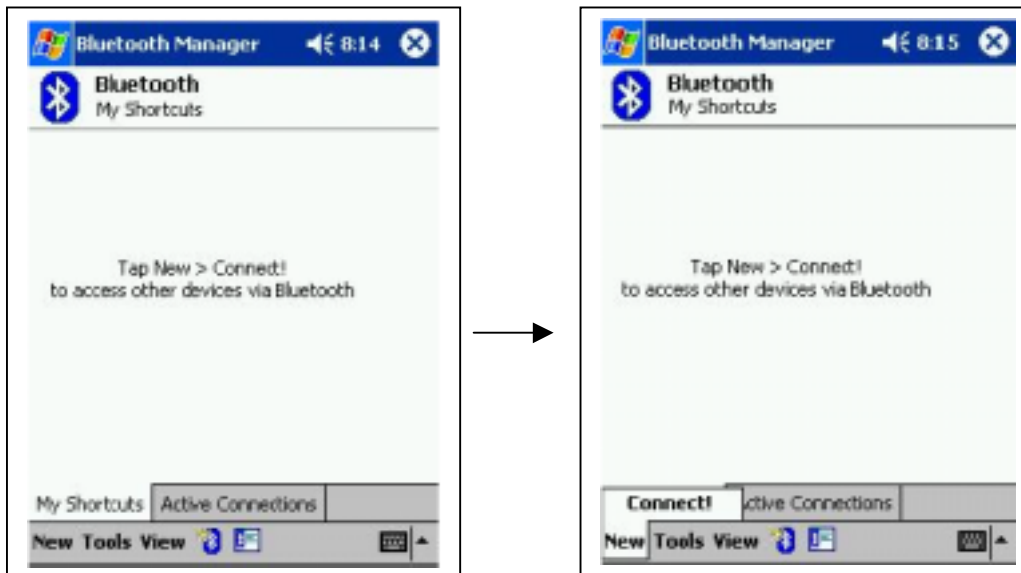 Bluetooth Manager 8:14
Bluetooth
My Shortcuts
Tap New > Connect!
to access other devices via Bluetooth
My Shortcuts Active Connections
New Tools View
Bluetooth Manager 8:15
Bluetooth
My Shortcuts
Tap New > Connect!
to access other devices via Bluetooth
Connect! ctive Connections
New Tools View